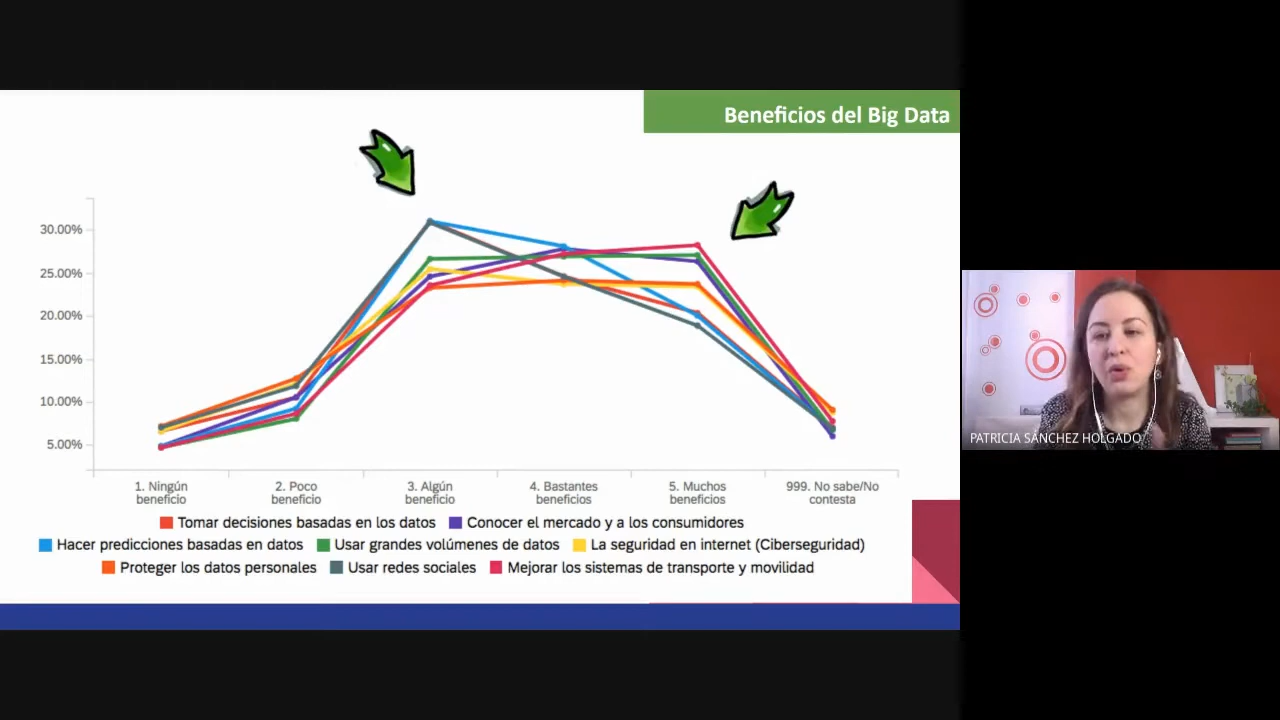 Beneficios del Big Data
30.00%
25.00%
20.00%
15.00%
10.00%
5.00%
1. Ningún
beneficio
2. Poco
beneficio
3. Algún
beneficio
4. Bastantes
beneficios
5. Muchos
beneficios
999. No sabe/No
contesta
Tomar decisiones basadas en los datos
Conocer el mercado y a los consumidores
Hacer predicciones basadas en datos
Usar grandes volúmenes de datos
La seguridad en internet (Ciberseguridad)
Proteger los datos personales
Usar redes sociales
Mejorar los sistemas de transporte y movilidad
PATRICIA SÁNCHEZ HOLGADO